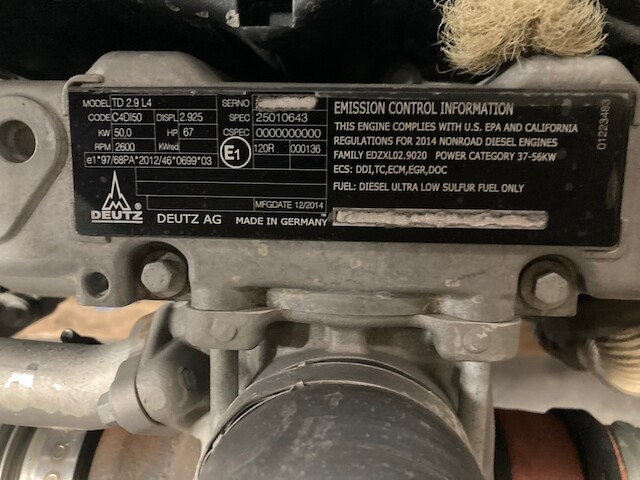 MODEL TD 2.9 L4 SERNO
CODE C4DI50 DISPL 2.925 SPEC 25010643
KW 50,0 HP 67 CSPEC 0000000000
RPM 2600 KWred E1 120R 000136
e1*97/68PA*2012/46*0699*03
MFGDATE 12/2014
DEUTZ DEUTZ AG MADE IN GERMANY
EMISSION CONTROL INFORMATION
THIS ENGINE COMPLIES WITH U.S. EPA AND CALIFORNIA
REGULATIONS FOR 2014 NONROAD DIESEL ENGINES
FAMILY EDZXL02.9020 POWER CATEGORY 37-56KW
ECS: DDI,TC,ECM,EGR,DOC
FUEL: DIESEL ULTRA LOW SULFUR FUEL ONLY
01223483